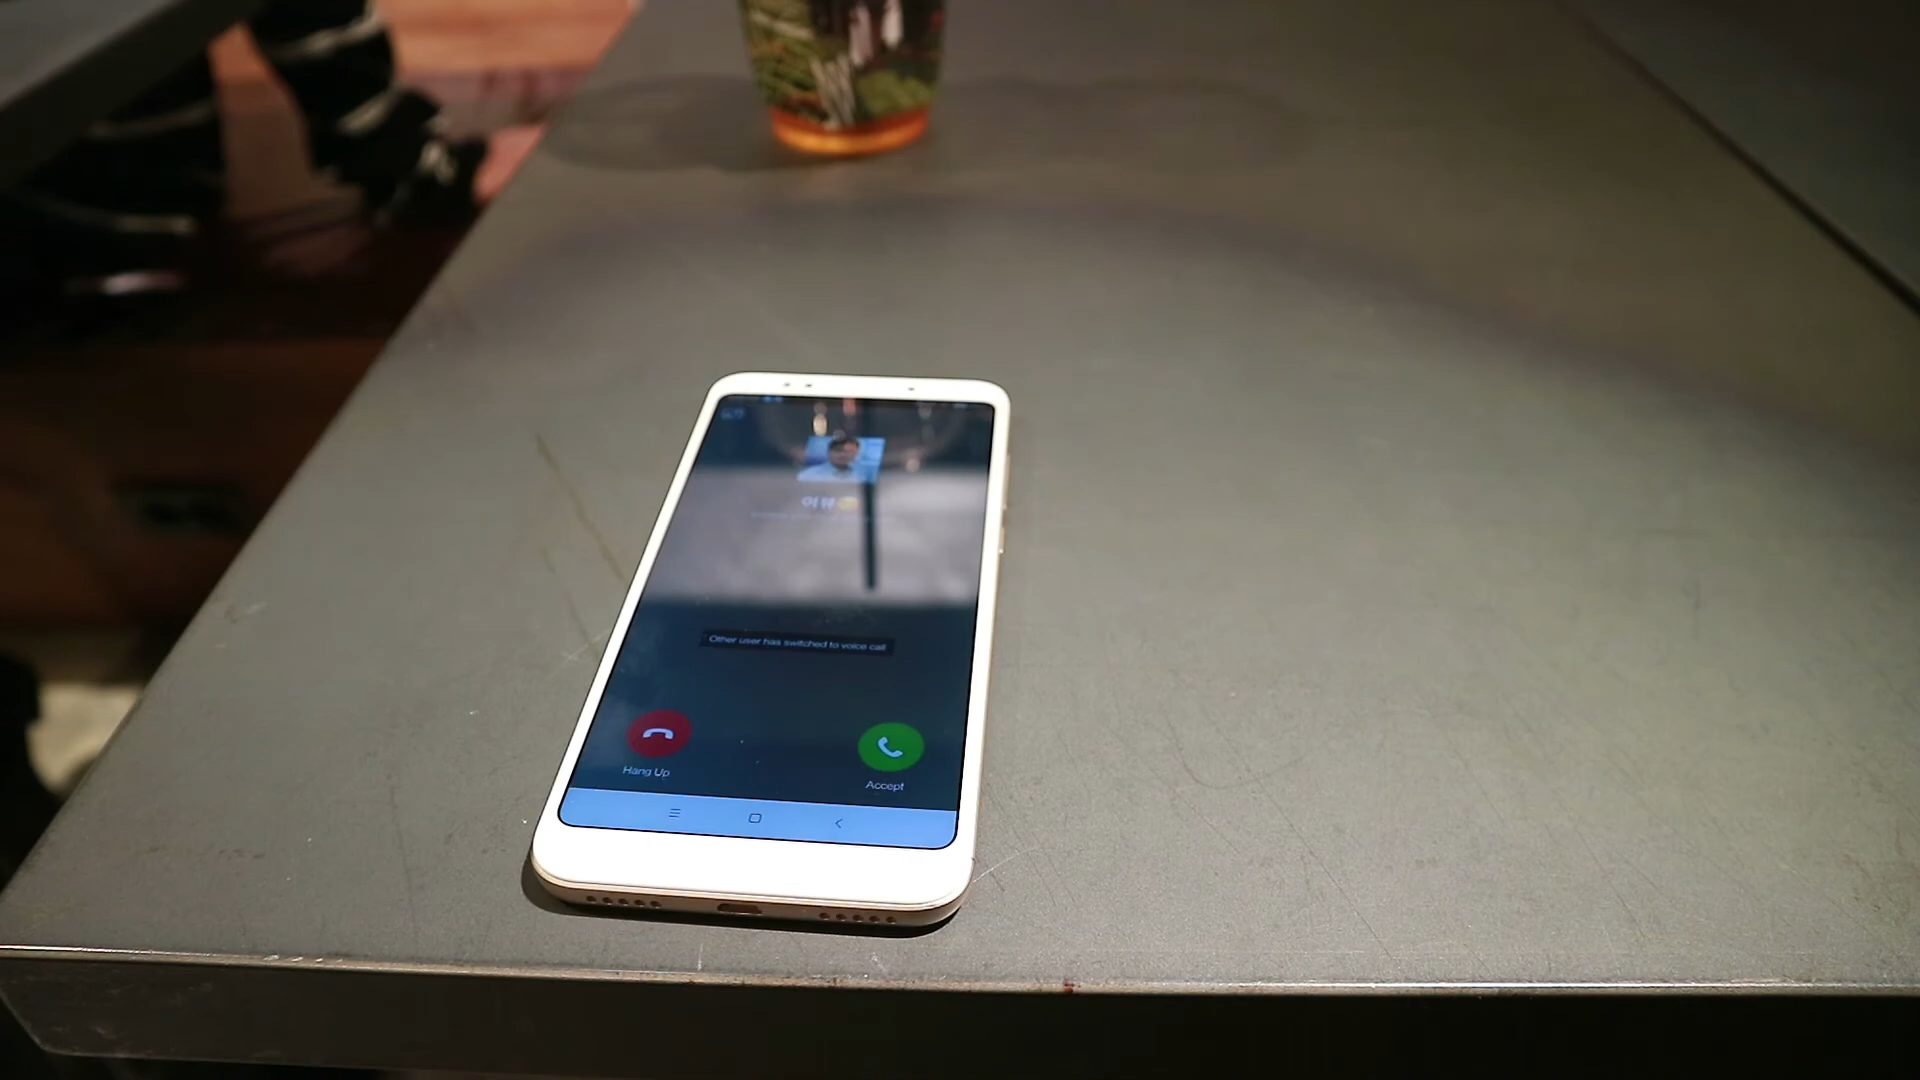 Other user has switched to voice call
Hang Up
Accept